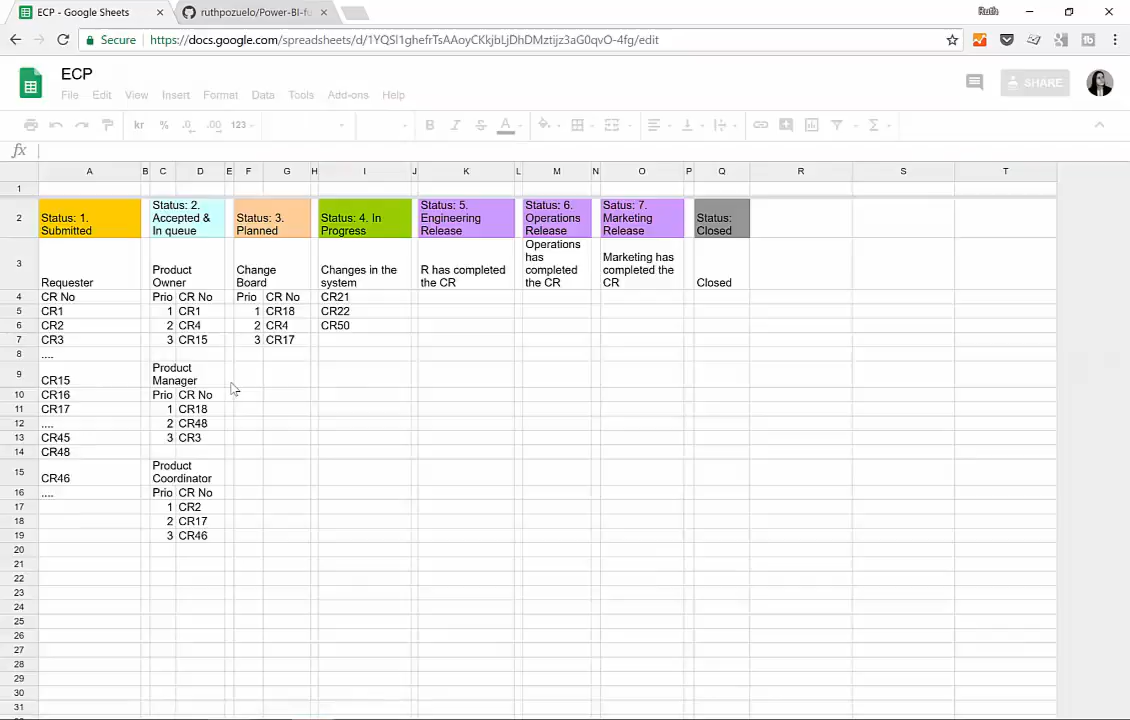 ECP - Google Sheets
ruthpozuelo/Power-BI-fu
Ruth
Secure
https://docs.google.com/spreadsheets/d/1YQSl1ghefrTsAAoyCKkjbLjDhDMztijz3aG0qvO-4fg/edit
ECP
File Edit View Insert Format Data Tools Add-ons Help
SHARE
kr % .0 .00 123
B I S A
fx
A B C D E F G H I J K L M N O P Q R S T
1
2 Status: 1. Submitted Status: 2. Accepted & In queue Status: 3. Planned Status: 4. In Progress Status: 5. Engineering Release Status: 6. Operations Release Satus: 7. Marketing Release Status: Closed
3 Requester Product Owner Change Board Changes in the system R has completed the CR Operations has completed the CR Marketing has completed the CR Closed
4 CR No Prio CR No Prio CR No CR21
5 CR1 1 CR1 1 CR18 CR22
6 CR2 2 CR4 2 CR4 CR50
7 CR3 3 CR15 3 CR17
8 ....
9 CR15 Product Manager
10 CR16 Prio CR No
11 CR17 1 CR18
12 .... 2 CR48
13 CR45 3 CR3
14 CR48
15 CR46 Product Coordinator
16 .... Prio CR No
17 1 CR2
18 2 CR17
19 3 CR46
20
21
22
23
24
25
26
27
28
29
30
31